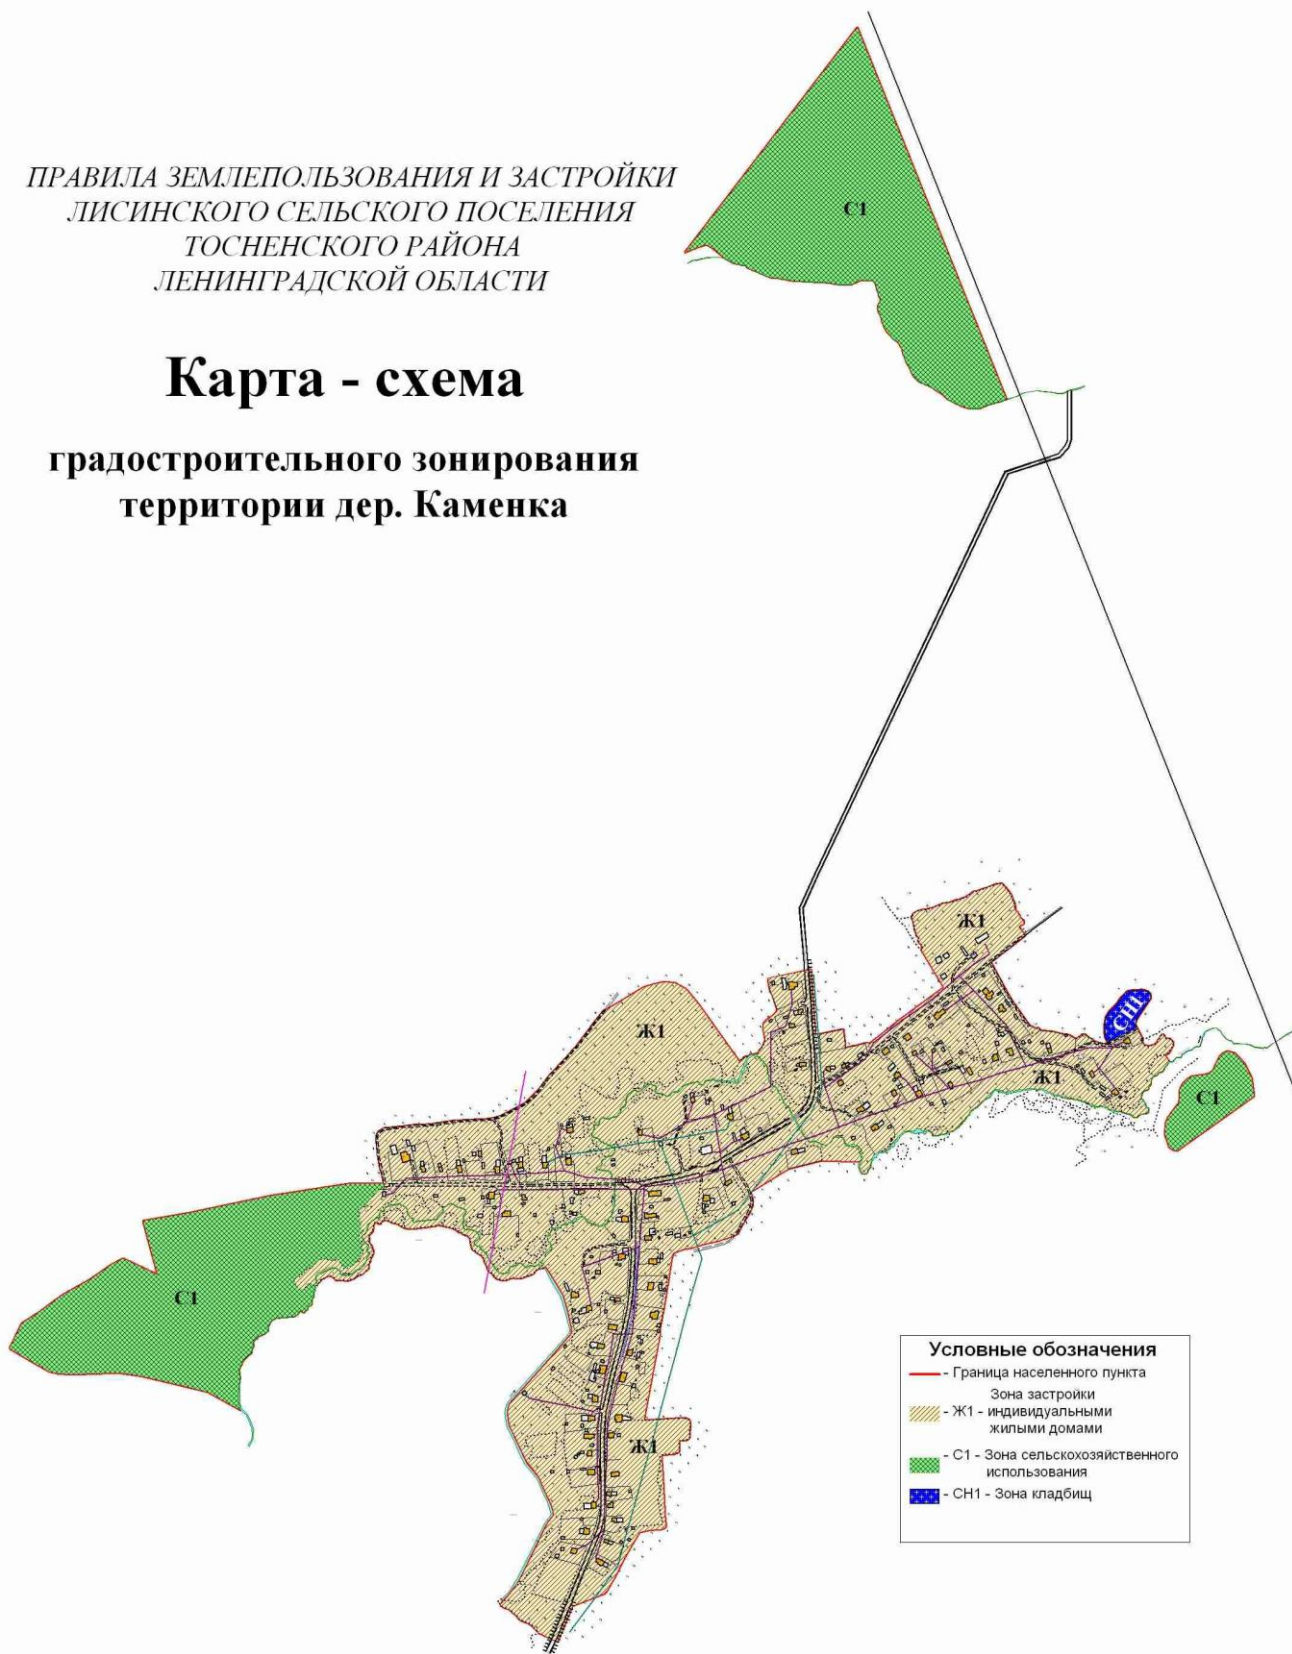 ПРАВИЛА ЗЕМЛЕПОЛЬЗОВАНИЯ И ЗАСТРОЙКИ
ЛИСИНСКОГО СЕЛЬСКОГО ПОСЕЛЕНИЯ
ТОСНЕНСКОГО РАЙОНА
ЛЕНИНГРАДСКОЙ ОБЛАСТИ
Карта - схема
градостроительного зонирования
территории дер. Каменка
С1
Ж1
Ж1
СН1
Ж1
С1
С1
Ж1
Условные обозначения
- Граница населенного пункта
Зона застройки
- Ж1 - индивидуальными
жилыми домами
- С1 - Зона сельскохозяйственного
использования
- СН1 - Зона кладбищ